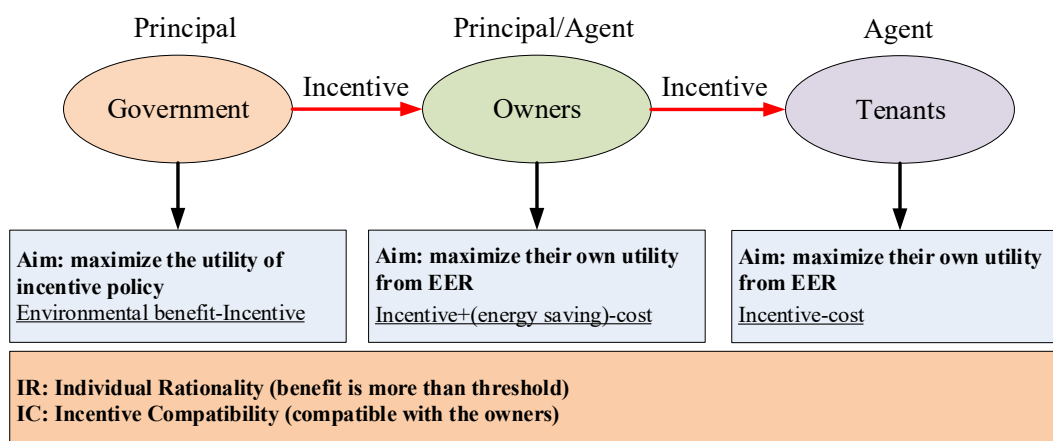 Principal
Principal/Agent
Agent
Government
Incentive
Owners
Incentive
Tenants
Aim: maximize the utility of
incentive policy
Environmental benefit-Incentive
Aim: maximize their own utility
from EER
Incentive+(energy saving)-cost
Aim: maximize their own utility
from EER
Incentive-cost
IR: Individual Rationality (benefit is more than threshold)
IC: Incentive Compatibility (compatible with the owners)